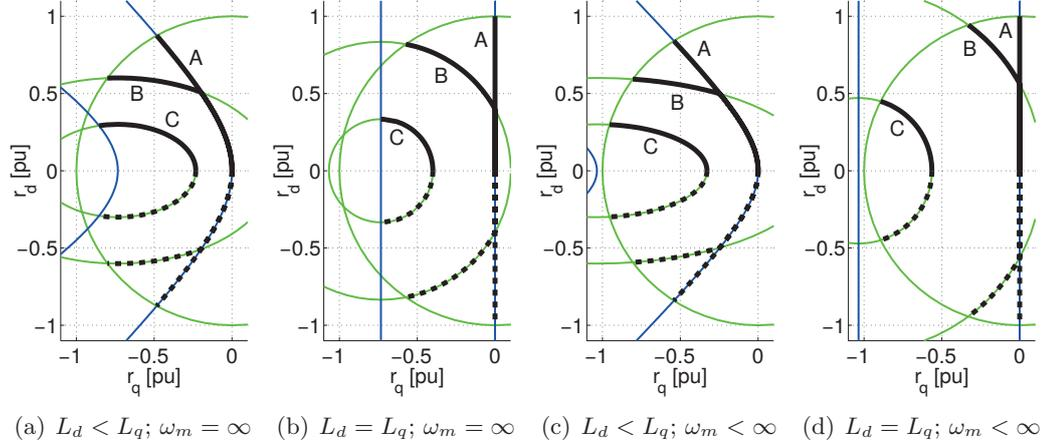 1
0.5
0
−0.5
−1
r_d [pu]
A
B
C
−1 −0.5 0
r_q [pu]
(a) L_d < L_q; ω_m = ∞
1
0.5
0
−0.5
−1
r_d [pu]
A
B
C
−1 −0.5 0
r_q [pu]
(b) L_d = L_q; ω_m = ∞
1
0.5
0
−0.5
−1
r_d [pu]
A
B
C
−1 −0.5 0
r_q [pu]
(c) L_d < L_q; ω_m < ∞
1
0.5
0
−0.5
−1
r_d [pu]
A
B
C
−1 −0.5 0
r_q [pu]
(d) L_d = L_q; ω_m < ∞